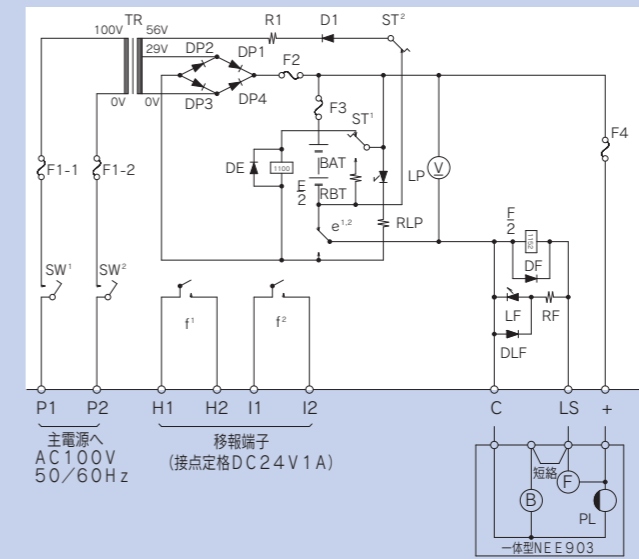 TR
100V
56V
R1
D1
ST²
29V
DP2
DP1
F2
0V
0V
DP3
DP4
F3
ST¹
F4
F1-1
F1-2
DE
1100
BAT
LP
V
E
2
RBT
RLP
e¹,²
F
2
1152
DF
SW¹
SW²
LF
RF
f¹
f²
DLF
P1
P2
H1
H2
I1
I2
C
LS
+
主電源へ
AC100V
50/60Hz
移報端子
(接点定格DC24V1A)
短絡
F
B
PL
一体型NEE903